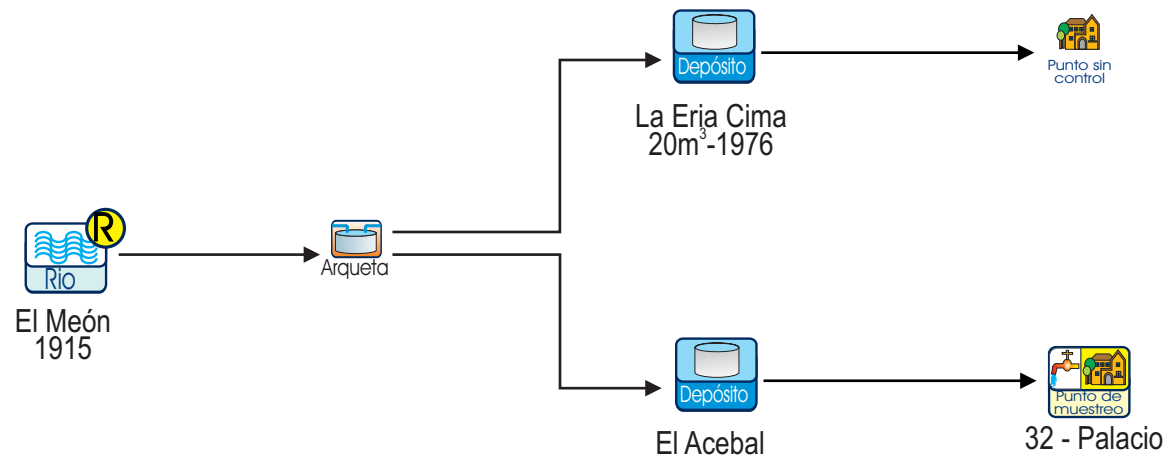 Depósito
La Eria Cima
20m³-1976
Punto sin
control
R
Rio
El Meón
1915
Arqueta
Depósito
El Acebal
Punto de
muestreo
32 - Palacio